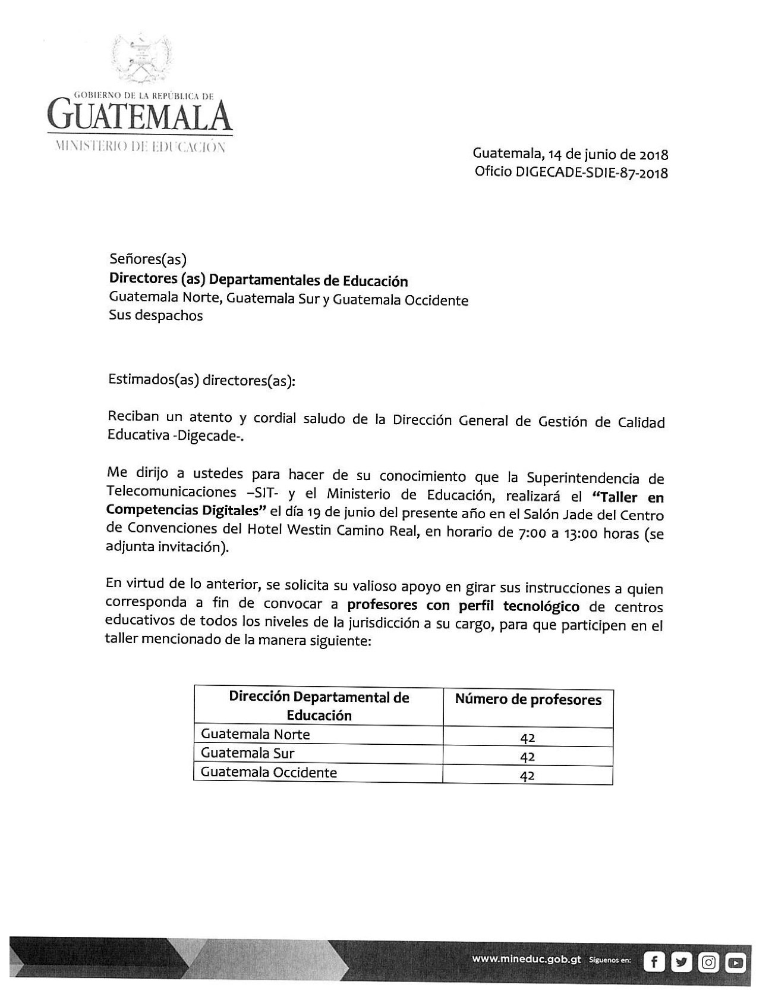 GOBIERNO DE LA REPÚBLICA DE
GUATEMALA
MINISTERIO DE EDUCACIÓN
Guatemala, 14 de junio de 2018
Oficio DIGECADE-SDIE-87-2018
Señores(as)
Directores (as) Departamentales de Educación
Guatemala Norte, Guatemala Sur y Guatemala Occidente
Sus despachos
Estimados(as) directores(as):
Reciban un atento y cordial saludo de la Dirección General de Gestión de Calidad
Educativa -Digecade-.
Me dirijo a ustedes para hacer de su conocimiento que la Superintendencia de
Telecomunicaciones –SIT- y el Ministerio de Educación, realizará el “Taller en
Competencias Digitales” el día 19 de junio del presente año en el Salón Jade del Centro
de Convenciones del Hotel Westin Camino Real, en horario de 7:00 a 13:00 horas (se
adjunta invitación).
En virtud de lo anterior, se solicita su valioso apoyo en girar sus instrucciones a quien
corresponda a fin de convocar a profesores con perfil tecnológico de centros
educativos de todos los niveles de la jurisdicción a su cargo, para que participen en el
taller mencionado de la manera siguiente:
Dirección Departamental de
Educación
Número de profesores
Guatemala Norte 42
Guatemala Sur 42
Guatemala Occidente 42
www.mineduc.gob.gt Síguenos en: